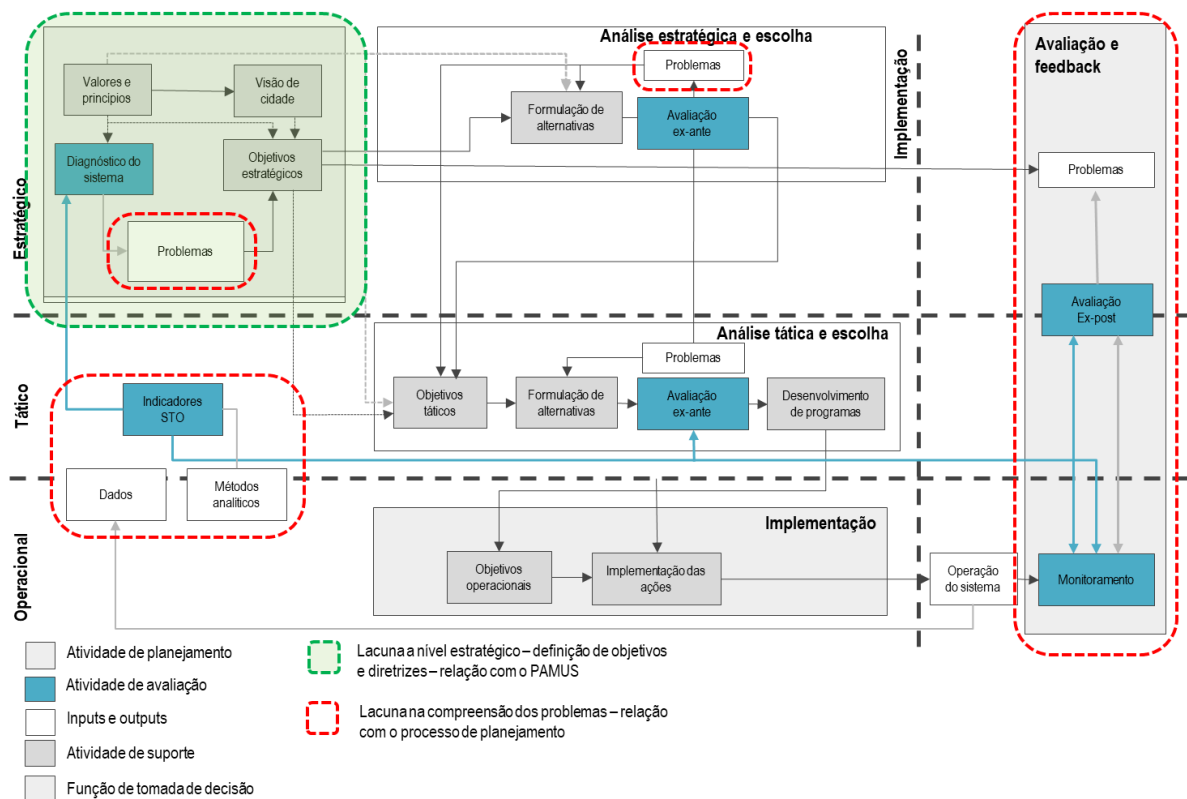 Estratégico
Valores e
princípios
Visão de
cidade
Diagnóstico do
sistema
Objetivos
estratégicos
Problemas
Análise estratégica e escolha
Problemas
Formulação de
alternativas
Avaliação
ex-ante
Implementação
Avaliação e
feedback
Problemas
Avaliação
Ex-post
Tático
Indicadores
STO
Dados
Métodos
analíticos
Análise tática e escolha
Problemas
Objetivos
táticos
Formulação de
alternativas
Avaliação
ex-ante
Desenvolvimento
de programas
Operacional
Implementação
Objetivos
operacionais
Implementação das
ações
Operação
do sistema
Monitoramento
Atividade de planejamento
Atividade de avaliação
Inputs e outputs
Atividade de suporte
Função de tomada de decisão
Lacuna a nível estratégico – definição de objetivos
e diretrizes – relação com o PAMUS
Lacuna na compreensão dos problemas – relação
com o processo de planejamento